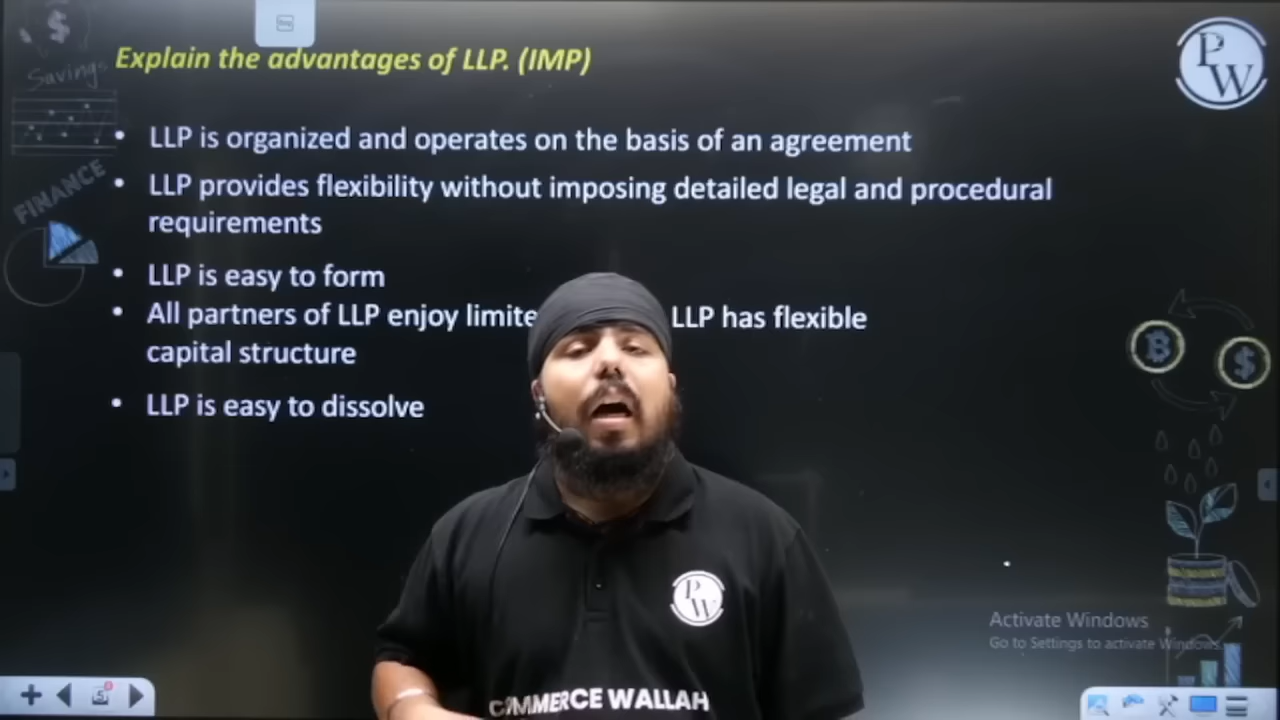 Explain the advantages of LLP. (IMP)
Savings
FINANCE
• LLP is organized and operates on the basis of an agreement
• LLP provides flexibility without imposing detailed legal and procedural
requirements
• LLP is easy to form
• All partners of LLP enjoy limite LLP has flexible
capital structure
• LLP is easy to dissolve
PW
PW
COMMERCE WALLAH
Activate Windows
Go to Settings to activate Windows.